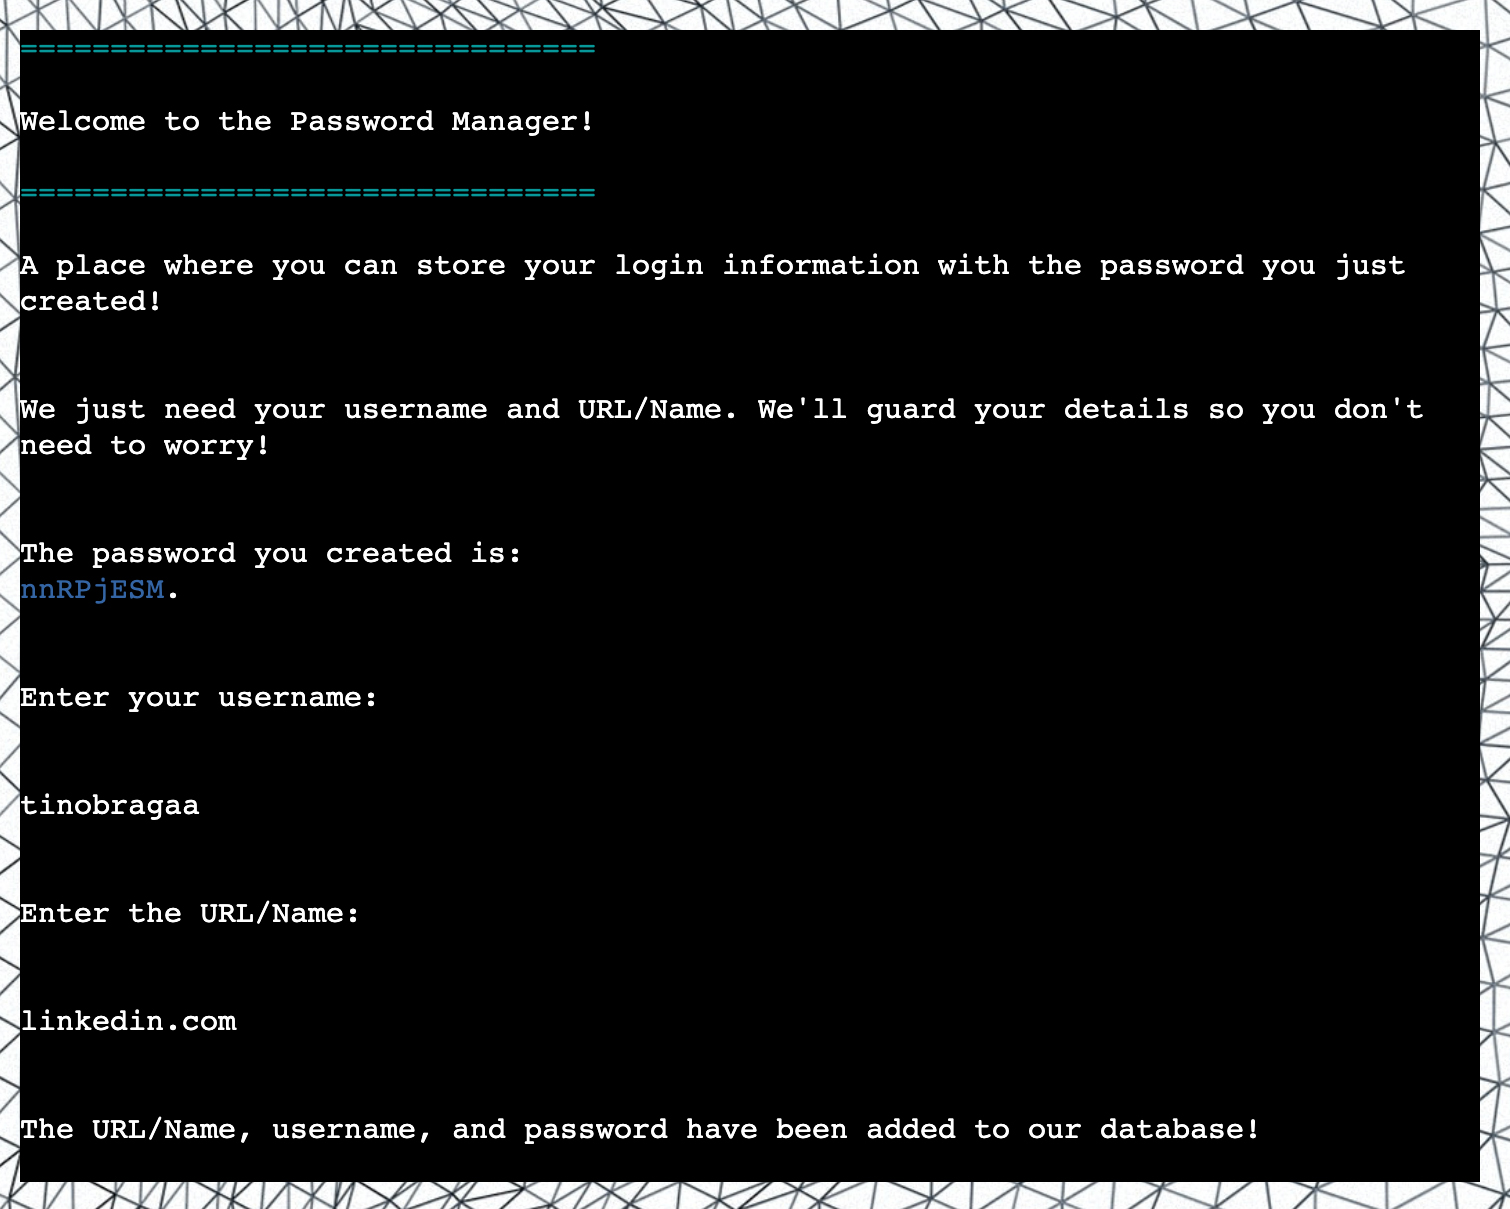 ================================
Welcome to the Password Manager!
================================
A place where you can store your login information with the password you just
created!
We just need your username and URL/Name. We'll guard your details so you don't
need to worry!
The password you created is:
nnRPjESM.
Enter your username:
tinobragaa
Enter the URL/Name:
linkedin.com
The URL/Name, username, and password have been added to our database!